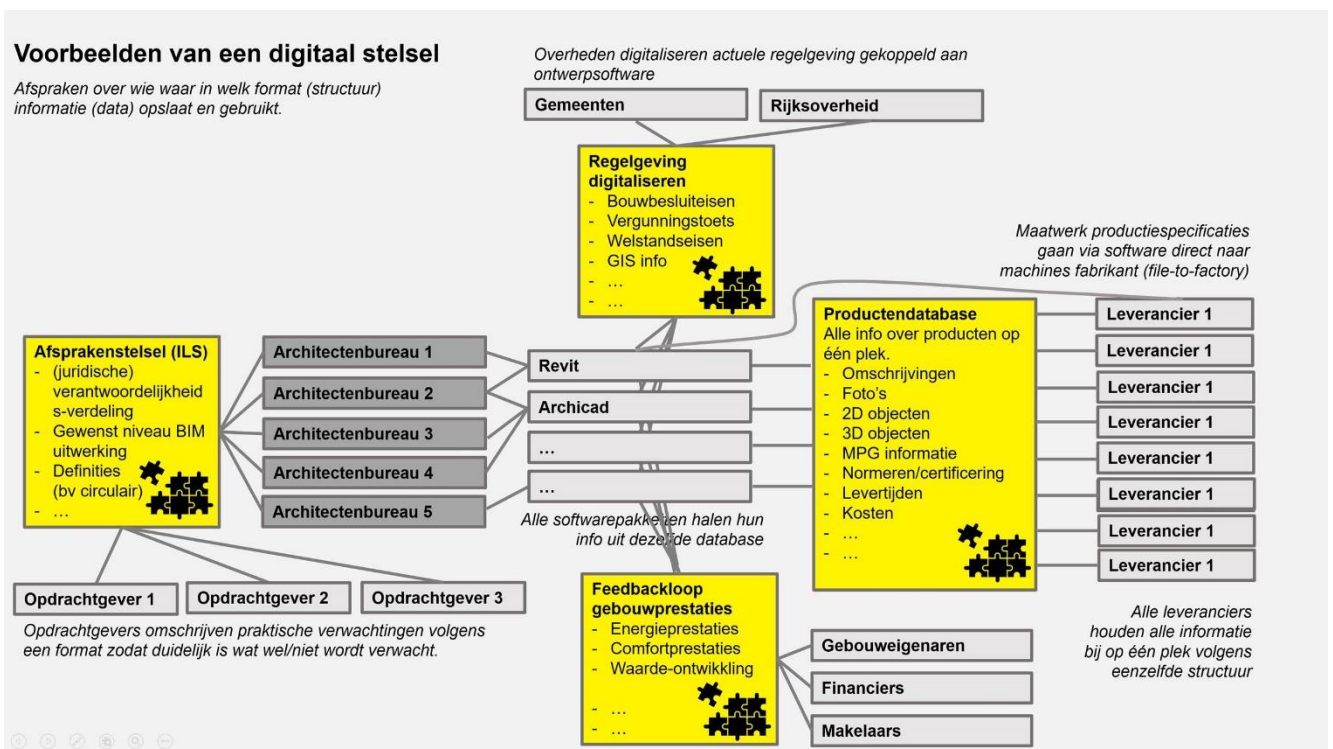 Voorbeelden van een digitaal stelsel
Afspraken over wie waar in welk format (structuur)
informatie (data) opslaat en gebruikt.
Overheden digitaliseren actuele regelgeving gekoppeld aan
ontwerpsoftware
Gemeenten
Rijksoverheid
Regelgeving
digitaliseren
- Bouwbesluiteisen
- Vergunningstoets
- Welstandseisen
- GIS info
- ...
- ...
Maatwerk productiespecificaties
gaan via software direct naar
machines fabrikant (file-to-factory)
Afsprakenstelsel (ILS)
- (juridische)
verantwoordelijkheid
s-verdeling
- Gewenst niveau BIM
uitwerking
- Definities
(bv circulair)
- ...
Architectenbureau 1
Architectenbureau 2
Architectenbureau 3
Architectenbureau 4
Architectenbureau 5
Revit
Archicad
...
...
Alle softwarepakketten halen hun
info uit dezelfde database
Productendatabase
Alle info over producten op
één plek.
- Omschrijvingen
- Foto's
- 2D objecten
- 3D objecten
- MPG informatie
- Normeren/certificering
- Levertijden
- Kosten
- ...
- ...
Leverancier 1
Leverancier 1
Leverancier 1
Leverancier 1
Leverancier 1
Leverancier 1
Leverancier 1
Leverancier 1
Opdrachtgever 1
Opdrachtgever 2
Opdrachtgever 3
Opdrachtgevers omschrijven praktische verwachtingen volgens
een format zodat duidelijk is wat wel/niet wordt verwacht.
Feedbackloop
gebouwprestaties
- Energieprestaties
- Comfortprestaties
- Waarde-ontwikkling
- ...
- ...
Gebouweigenaren
Financiers
Makelaars
Alle leveranciers
houden alle informatie
bij op één plek volgens
eenzelfde structuur